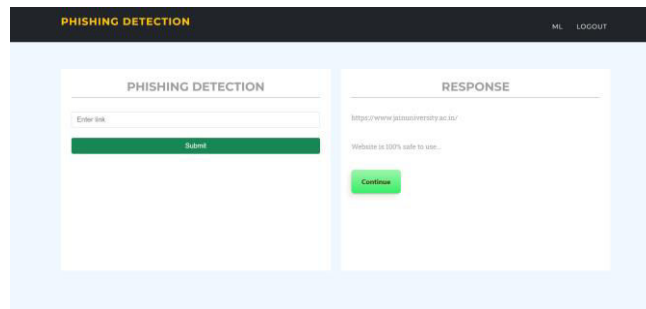 PHISHING DETECTION
ML LOGOUT
PHISHING DETECTION
Enter link
Submit
RESPONSE
https://www.jainuniversity.ac.in/
Website is 100% safe to use...
Continue